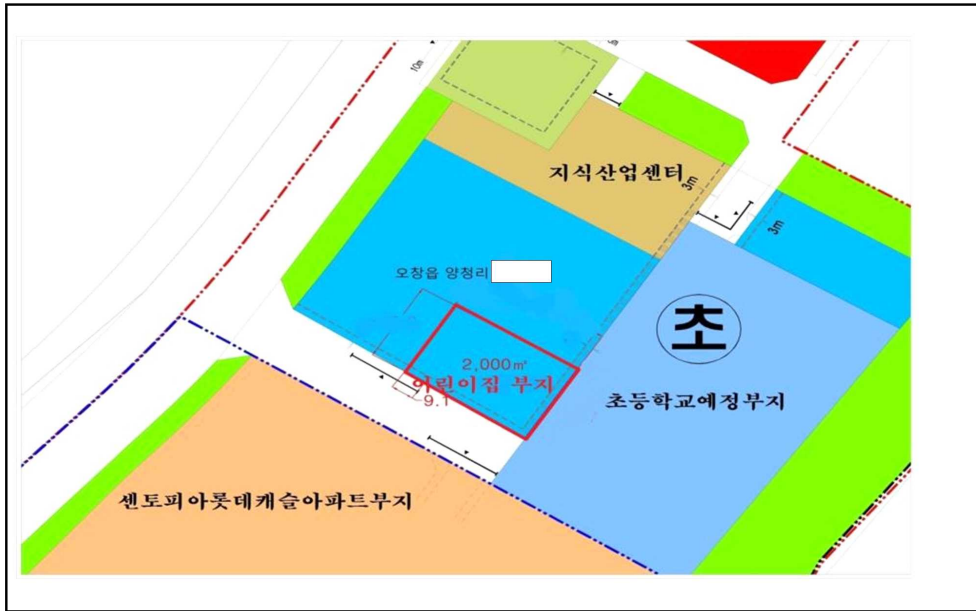 10m
지식산업센터
3m
3m
오창읍 양청리
초
2,000㎡
어린이집 부지
9.1
초등학교예정부지
센토피아롯데캐슬아파트부지